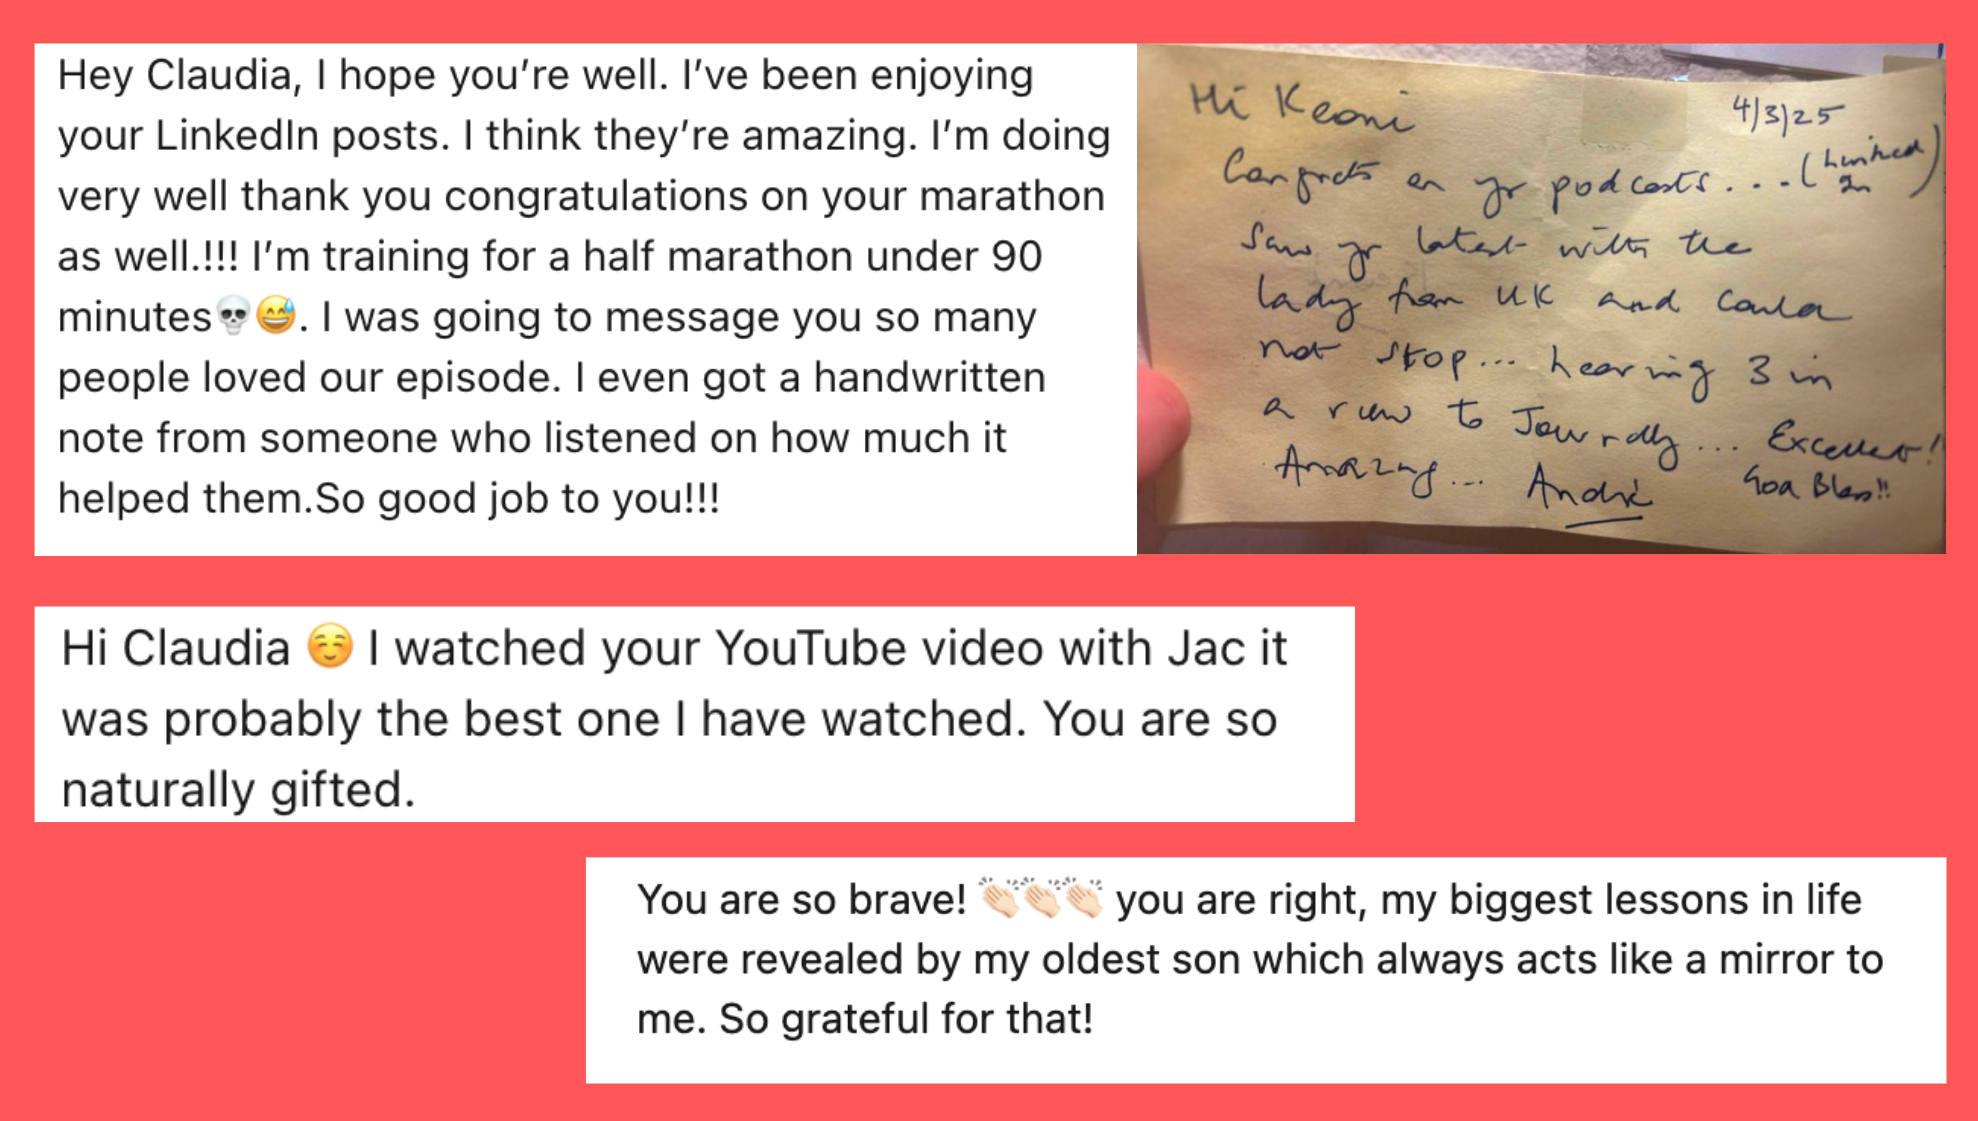 Hey Claudia, I hope you’re well. I’ve been enjoying
your LinkedIn posts. I think they’re amazing. I’m doing
very well thank you congratulations on your marathon
as well.!!! I’m training for a half marathon under 90
minutes💀😅. I was going to message you so many
people loved our episode. I even got a handwritten
note from someone who listened on how much it
helped them.So good job to you!!!
Hi Keoni 4/3/25
Congrats on yr podcasts... (Linked
In)
Saw yr latest with the
lady from UK and could
not stop... hearing 3 in
a row to
... Excellent!
Amazing... André God Bless!!
Hi Claudia ☺️ I watched your YouTube video with Jac it
was probably the best one I have watched. You are so
naturally gifted.
You are so brave! 👏🏻👏🏻👏🏻 you are right, my biggest lessons in life
were revealed by my oldest son which always acts like a mirror to
me. So grateful for that!